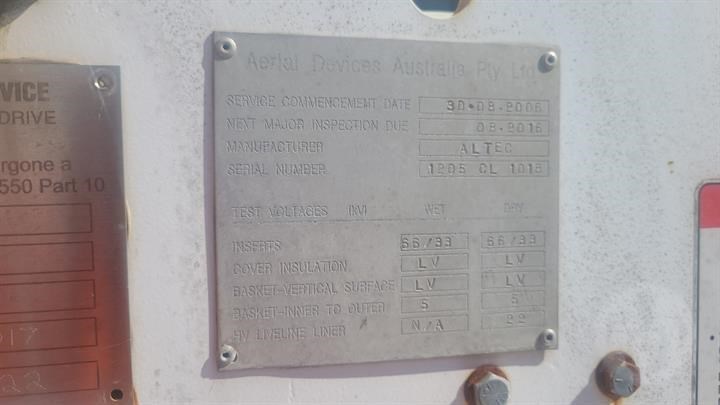 VICE
DRIVE
rgone a
550 Part 10
017
22
Aerial Devices Australia Pty Ltd
SERVICE COMMENCEMENT DATE 30-08-2006
NEXT MAJOR INSPECTION DUE 08-2016
MANUFACTURER ALTEC
SERIAL NUMBER 1205 CL 1018
TEST VOLTAGES (KV) WET DRY
INSERTS 66/33 66/33
COVER INSULATION LV LV
BASKET-VERTICAL SURFACE LV LV
BASKET-INNER TO OUTER 5 5
HV LIVELINE LINER N/A 22